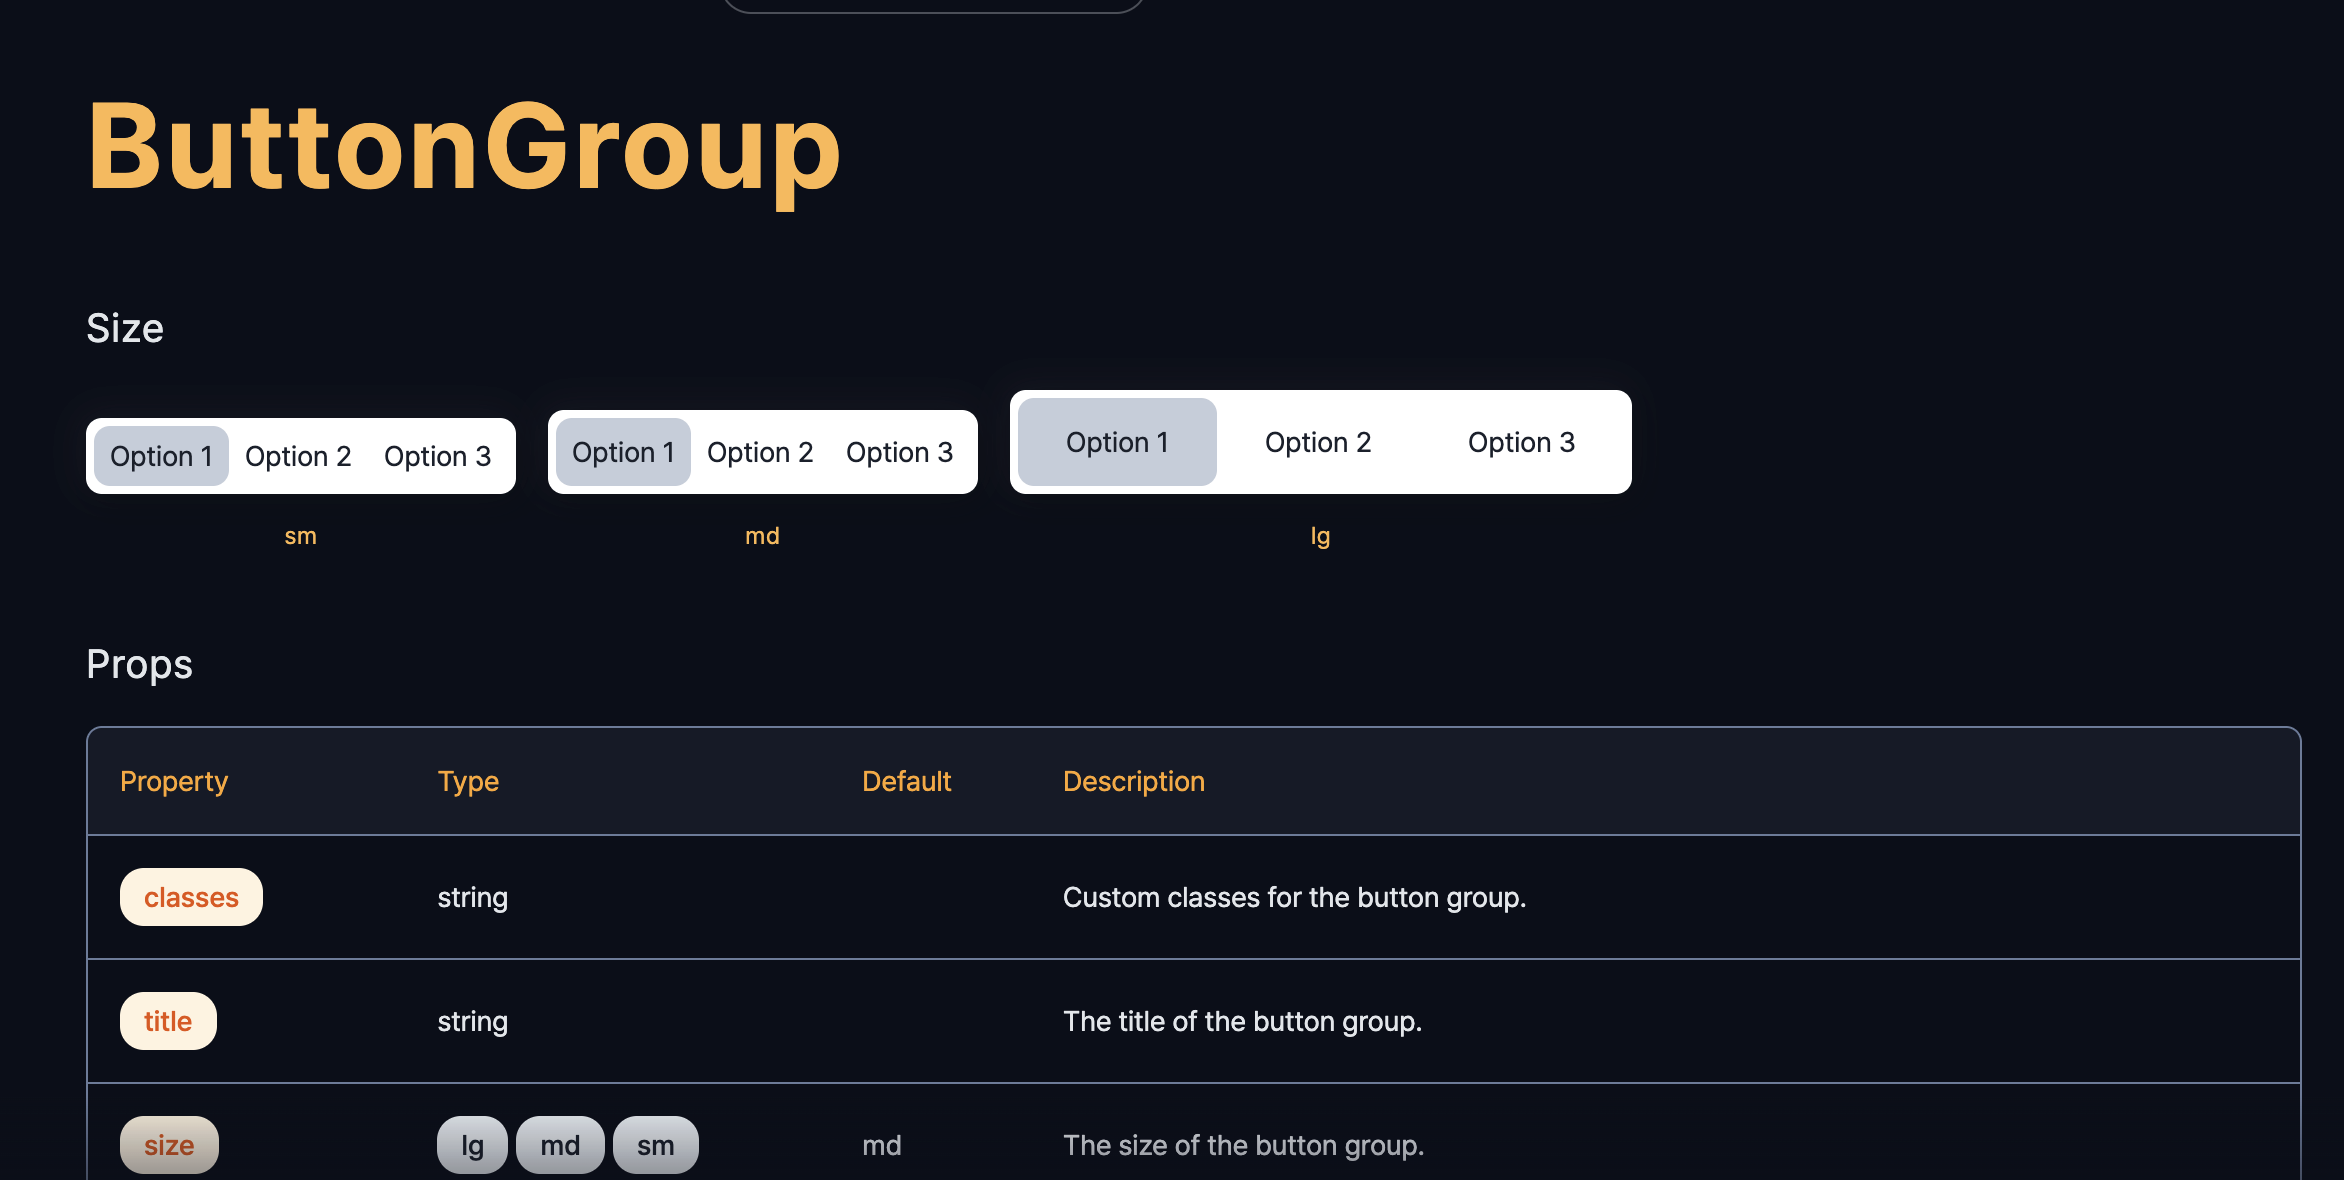 ButtonGroup
Size
Option 1 Option 2 Option 3
Option 1 Option 2 Option 3
Option 1 Option 2 Option 3
sm md lg
Props
Property Type Default Description
classes string Custom classes for the button group.
title string The title of the button group.
size lg md sm md The size of the button group.